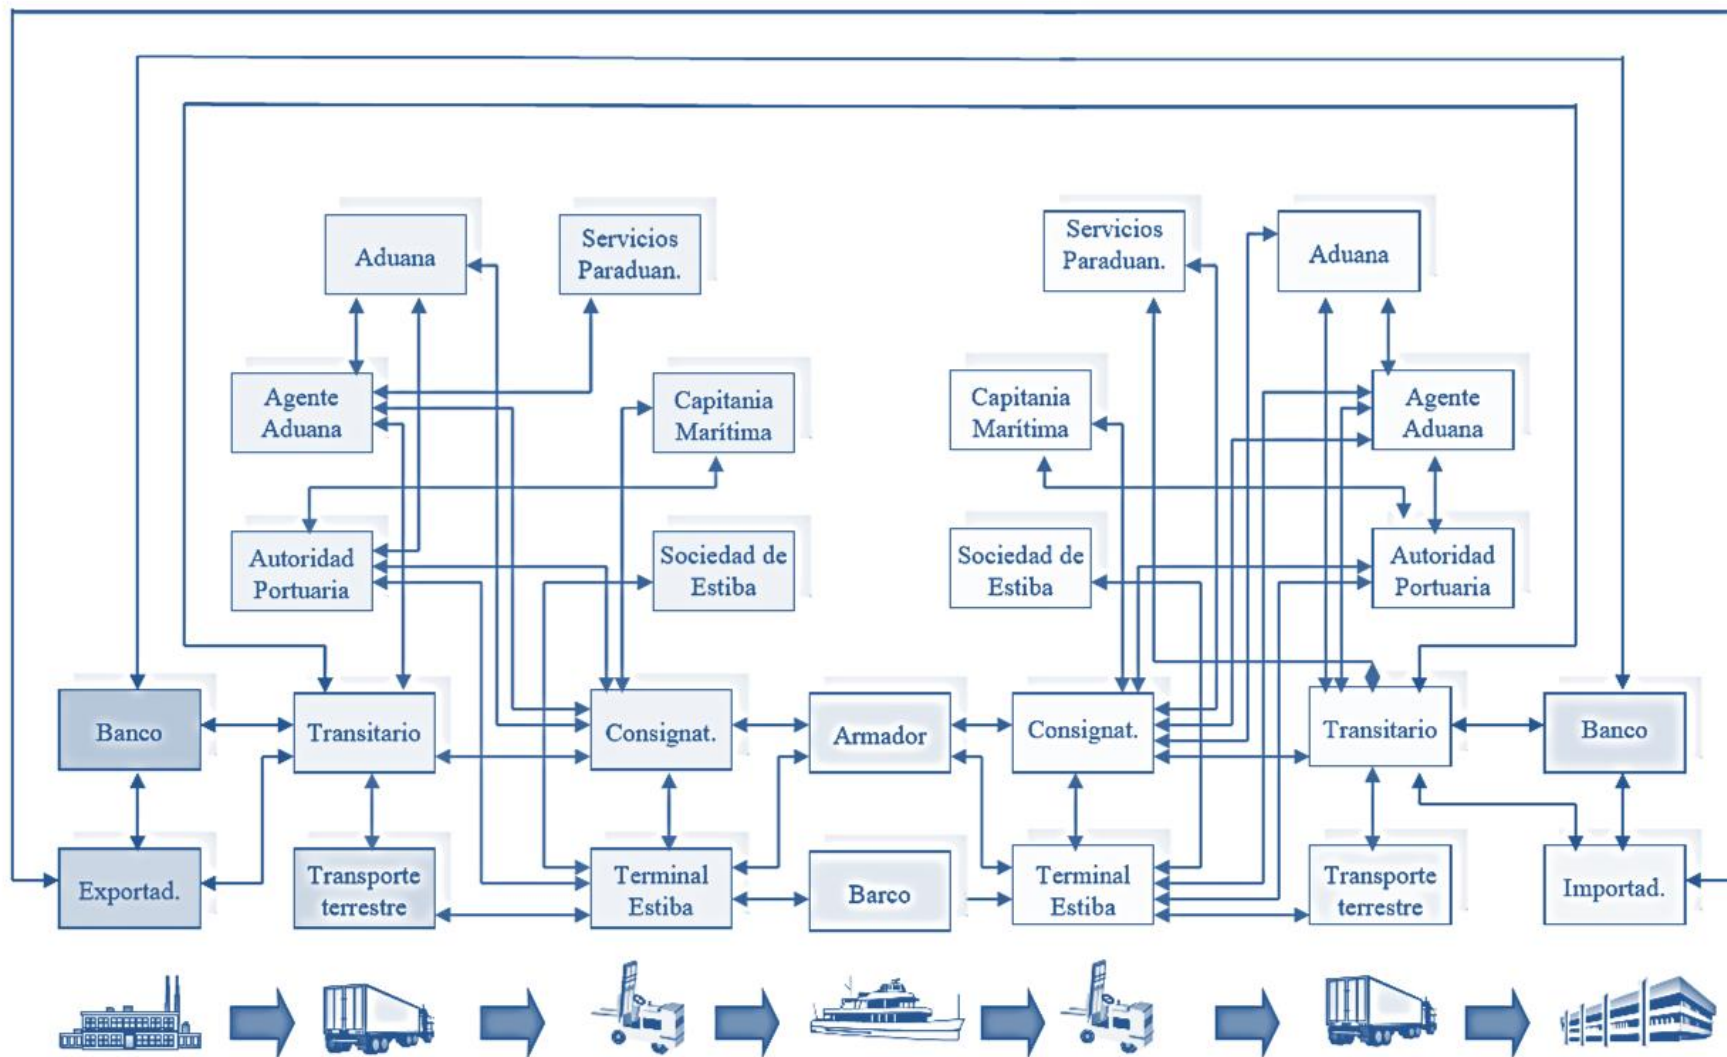 Aduana
Servicios
Paraduan.
Servicios
Paraduan.
Aduana
Agente
Aduana
Capitania
Marítima
Capitania
Marítima
Agente
Aduana
Autoridad
Portuaria
Sociedad de
Estiba
Sociedad de
Estiba
Autoridad
Portuaria
Banco
Transitario
Consignat.
Armador
Consignat.
Transitario
Banco
Exportad.
Transporte
terrestre
Terminal
Estiba
Barco
Terminal
Estiba
Transporte
terrestre
Importad.